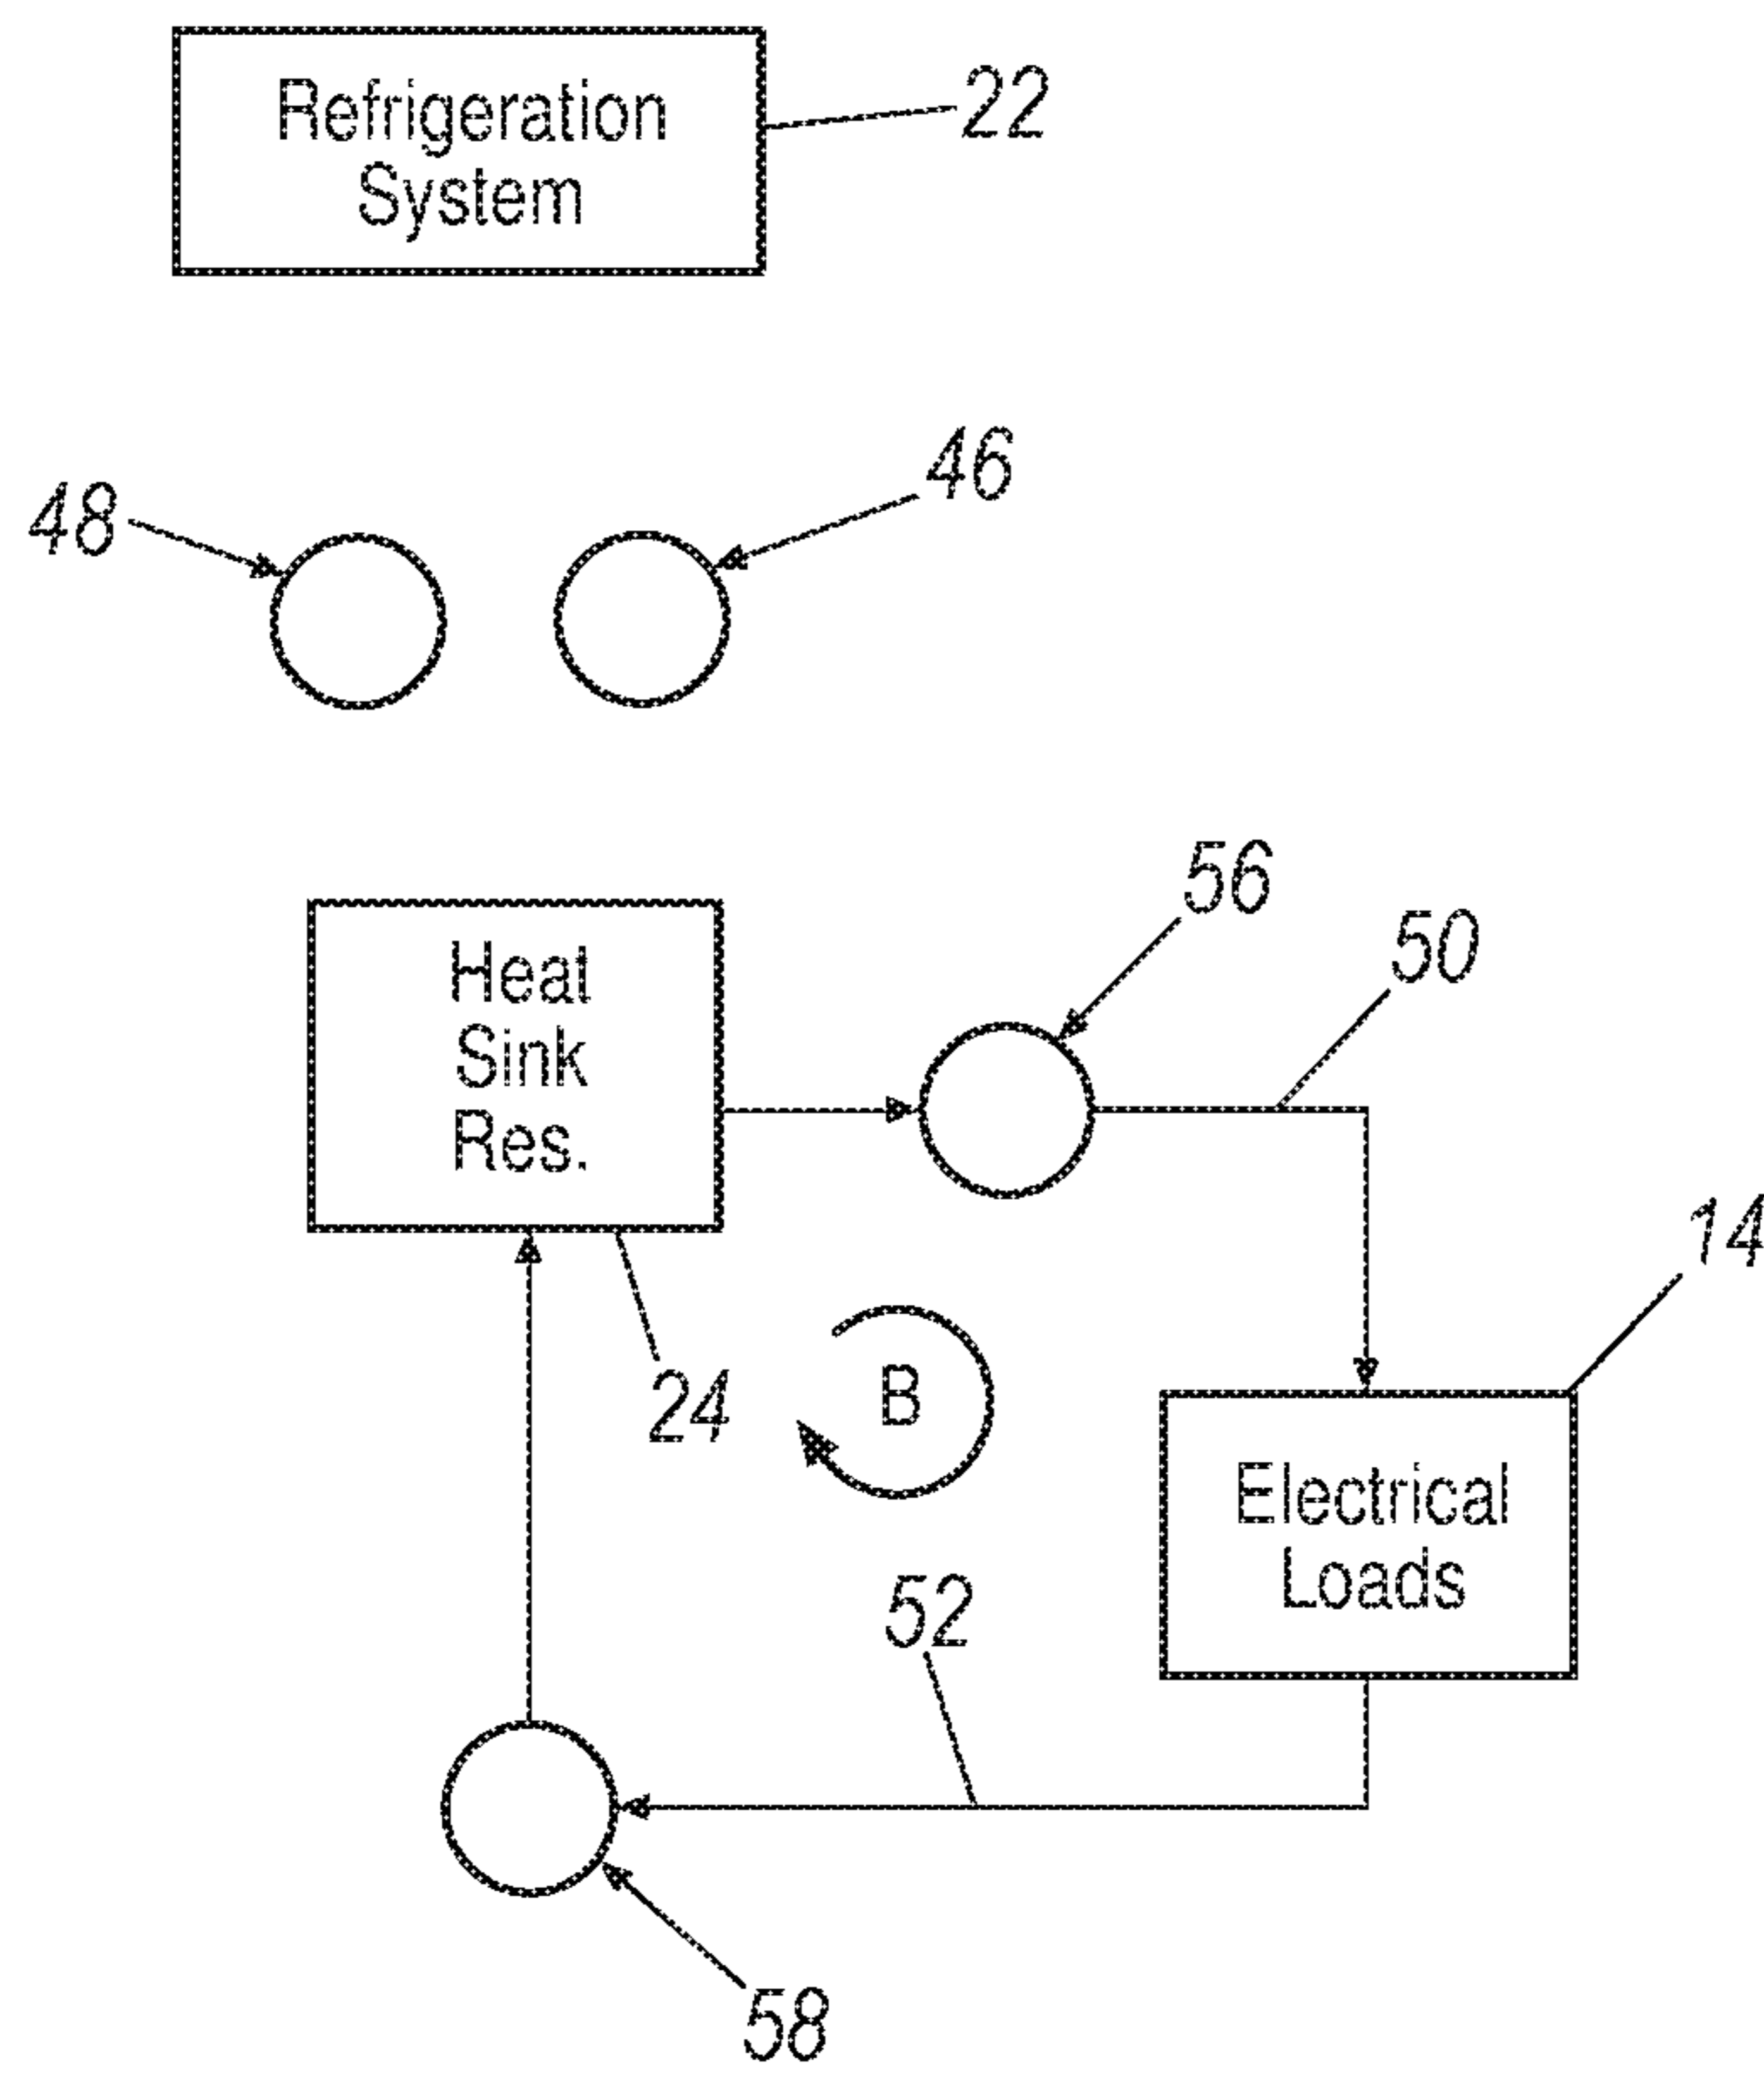 Refrigeration
System
22
46
48
56
50
Heat
Sink
Res.
14
24
B
Electrical
Loads
52
58